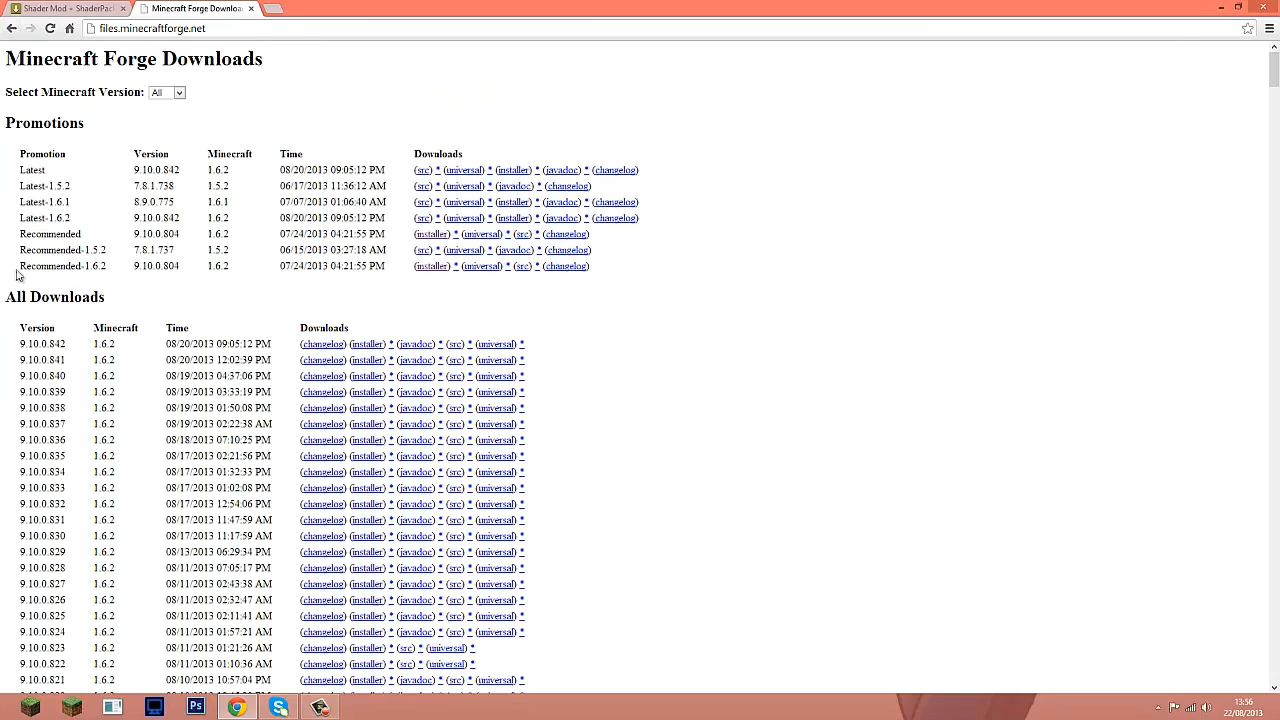 Shader Mod + ShaderPack
Minecraft Forge Downloa
files.minecraftforge.net
Minecraft Forge Downloads
Select Minecraft Version: All
Promotions
Promotion Version Minecraft Time Downloads
Latest 9.10.0.842 1.6.2 08/20/2013 09:05:12 PM (src) * (universal) * (installer) * (javadoc) * (changelog)
Latest-1.5.2 7.8.1.738 1.5.2 06/17/2013 11:36:12 AM (src) * (universal) * (javadoc) * (changelog)
Latest-1.6.1 8.9.0.775 1.6.1 07/07/2013 01:06:40 AM (src) * (universal) * (installer) * (javadoc) * (changelog)
Latest-1.6.2 9.10.0.842 1.6.2 08/20/2013 09:05:12 PM (src) * (universal) * (installer) * (javadoc) * (changelog)
Recommended 9.10.0.804 1.6.2 07/24/2013 04:21:55 PM (installer) * (universal) * (src) * (changelog)
Recommended-1.5.2 7.8.1.737 1.5.2 06/15/2013 03:27:18 AM (src) * (universal) * (javadoc) * (changelog)
Recommended-1.6.2 9.10.0.804 1.6.2 07/24/2013 04:21:55 PM (installer) * (universal) * (src) * (changelog)
All Downloads
Version Minecraft Time Downloads
9.10.0.842 1.6.2 08/20/2013 09:05:12 PM (changelog) (installer) * (javadoc) * (src) * (universal) *
9.10.0.841 1.6.2 08/20/2013 12:02:39 PM (changelog) (installer) * (javadoc) * (src) * (universal) *
9.10.0.840 1.6.2 08/19/2013 04:37:06 PM (changelog) (installer) * (javadoc) * (src) * (universal) *
9.10.0.839 1.6.2 08/19/2013 03:33:19 PM (changelog) (installer) * (javadoc) * (src) * (universal) *
9.10.0.838 1.6.2 08/19/2013 01:50:08 PM (changelog) (installer) * (javadoc) * (src) * (universal) *
9.10.0.837 1.6.2 08/19/2013 02:22:38 AM (changelog) (installer) * (javadoc) * (src) * (universal) *
9.10.0.836 1.6.2 08/18/2013 07:10:25 PM (changelog) (installer) * (javadoc) * (src) * (universal) *
9.10.0.835 1.6.2 08/17/2013 02:21:56 PM (changelog) (installer) * (javadoc) * (src) * (universal) *
9.10.0.834 1.6.2 08/17/2013 01:32:33 PM (changelog) (installer) * (javadoc) * (src) * (universal) *
9.10.0.833 1.6.2 08/17/2013 01:02:08 PM (changelog) (installer) * (javadoc) * (src) * (universal) *
9.10.0.832 1.6.2 08/17/2013 12:54:06 PM (changelog) (installer) * (javadoc) * (src) * (universal) *
9.10.0.831 1.6.2 08/17/2013 11:47:59 AM (changelog) (installer) * (javadoc) * (src) * (universal) *
9.10.0.830 1.6.2 08/17/2013 11:17:59 AM (changelog) (installer) * (javadoc) * (src) * (universal) *
9.10.0.829 1.6.2 08/13/2013 06:29:34 PM (changelog) (installer) * (javadoc) * (src) * (universal) *
9.10.0.828 1.6.2 08/11/2013 07:05:17 PM (changelog) (installer) * (javadoc) * (src) * (universal) *
9.10.0.827 1.6.2 08/11/2013 02:43:38 AM (changelog) (installer) * (javadoc) * (src) * (universal) *
9.10.0.826 1.6.2 08/11/2013 02:32:47 AM (changelog) (installer) * (javadoc) * (src) * (universal) *
9.10.0.825 1.6.2 08/11/2013 02:11:41 AM (changelog) (installer) * (javadoc) * (src) * (universal) *
9.10.0.824 1.6.2 08/11/2013 01:57:21 AM (changelog) (installer) * (javadoc) * (src) * (universal) *
9.10.0.823 1.6.2 08/11/2013 01:21:26 AM (changelog) (installer) * (src) * (universal) *
9.10.0.822 1.6.2 08/11/2013 01:10:36 AM (changelog) (installer) * (src) * (universal) *
9.10.0.821 1.6.2 08/10/2013 10:57:04 PM (changelog) (installer) * (javadoc) * (src) * (universal) *
Ps
13:56
22/08/2013